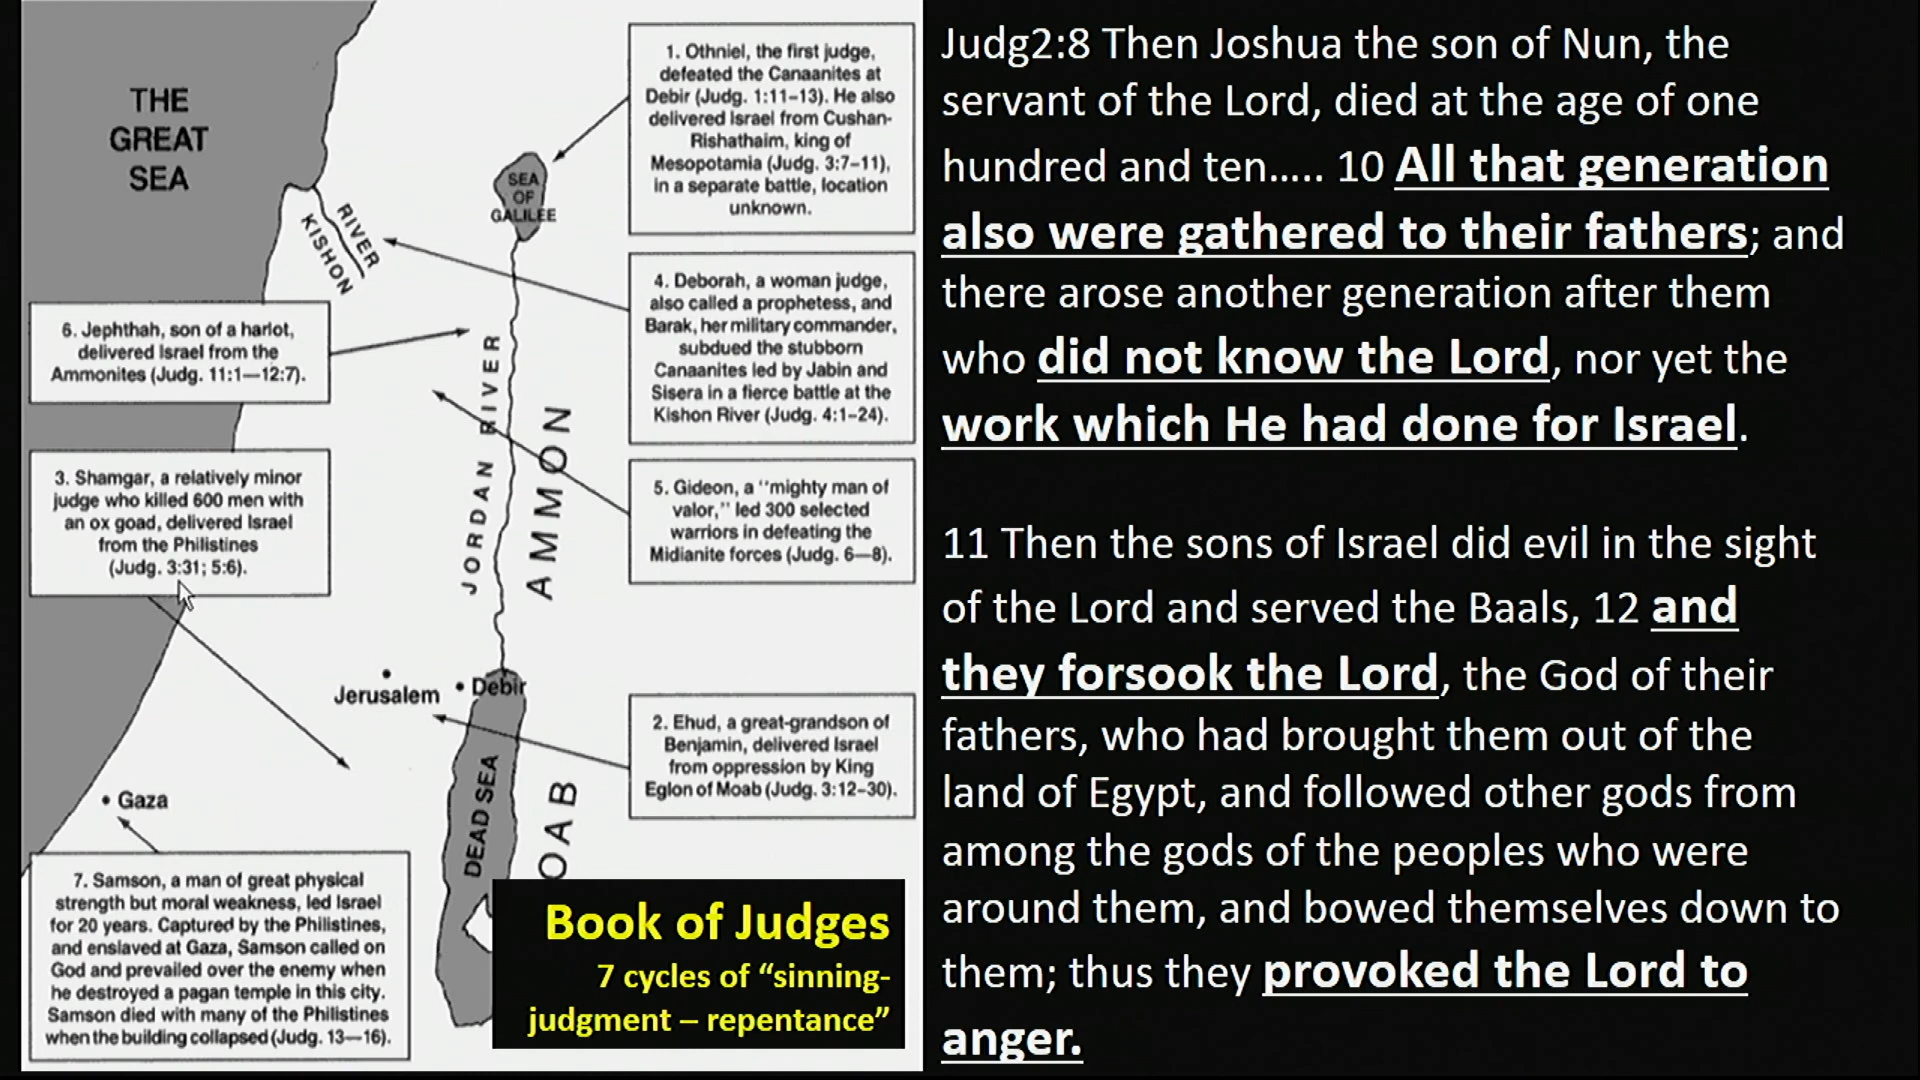 THE
GREAT
SEA
RIVER
KISHON
SEA
OF
GALILEE
1. Othniel, the first judge,
defeated the Canaanites at
Debir (Judg. 1:11–13). He also
delivered Israel from Cushan-
Rishathaim, king of
Mesopotamia (Judg. 3:7–11),
in a separate battle, location
unknown.
4. Deborah, a woman judge,
also called a prophetess, and
Barak, her military commander,
subdued the stubborn
Canaanites led by Jabin and
Sisera in a fierce battle at the
Kishon River (Judg. 4:1–24).
6. Jephthah, son of a harlot,
delivered Israel from the
Ammonites (Judg. 11:1—12:7).
JORDAN RIVER
AMMON
3. Shamgar, a relatively minor
judge who killed 600 men with
an ox goad, delivered Israel
from the Philistines
(Judg. 3:31; 5:6).
5. Gideon, a ‘‘mighty man of
valor,’’ led 300 selected
warriors in defeating the
Midianite forces (Judg. 6—8).
Jerusalem
Debir
2. Ehud, a great-grandson of
Benjamin, delivered Israel
from oppression by King
Eglon of Moab (Judg. 3:12–30).
DEAD SEA
OAB
Gaza
7. Samson, a man of great physical
strength but moral weakness, led Israel
for 20 years. Captured by the Philistines,
and enslaved at Gaza, Samson called on
God and prevailed over the enemy when
he destroyed a pagan temple in this city.
Samson died with many of the Philistines
when the building collapsed (Judg. 13—16).
Book of Judges
7 cycles of “sinning-
judgment – repentance”
Judg2:8 Then Joshua the son of Nun, the
servant of the Lord, died at the age of one
hundred and ten….. 10 All that generation
also were gathered to their fathers; and
there arose another generation after them
who did not know the Lord, nor yet the
work which He had done for Israel.
11 Then the sons of Israel did evil in the sight
of the Lord and served the Baals, 12 and
they forsook the Lord, the God of their
fathers, who had brought them out of the
land of Egypt, and followed other gods from
among the gods of the peoples who were
around them, and bowed themselves down to
them; thus they provoked the Lord to
anger.